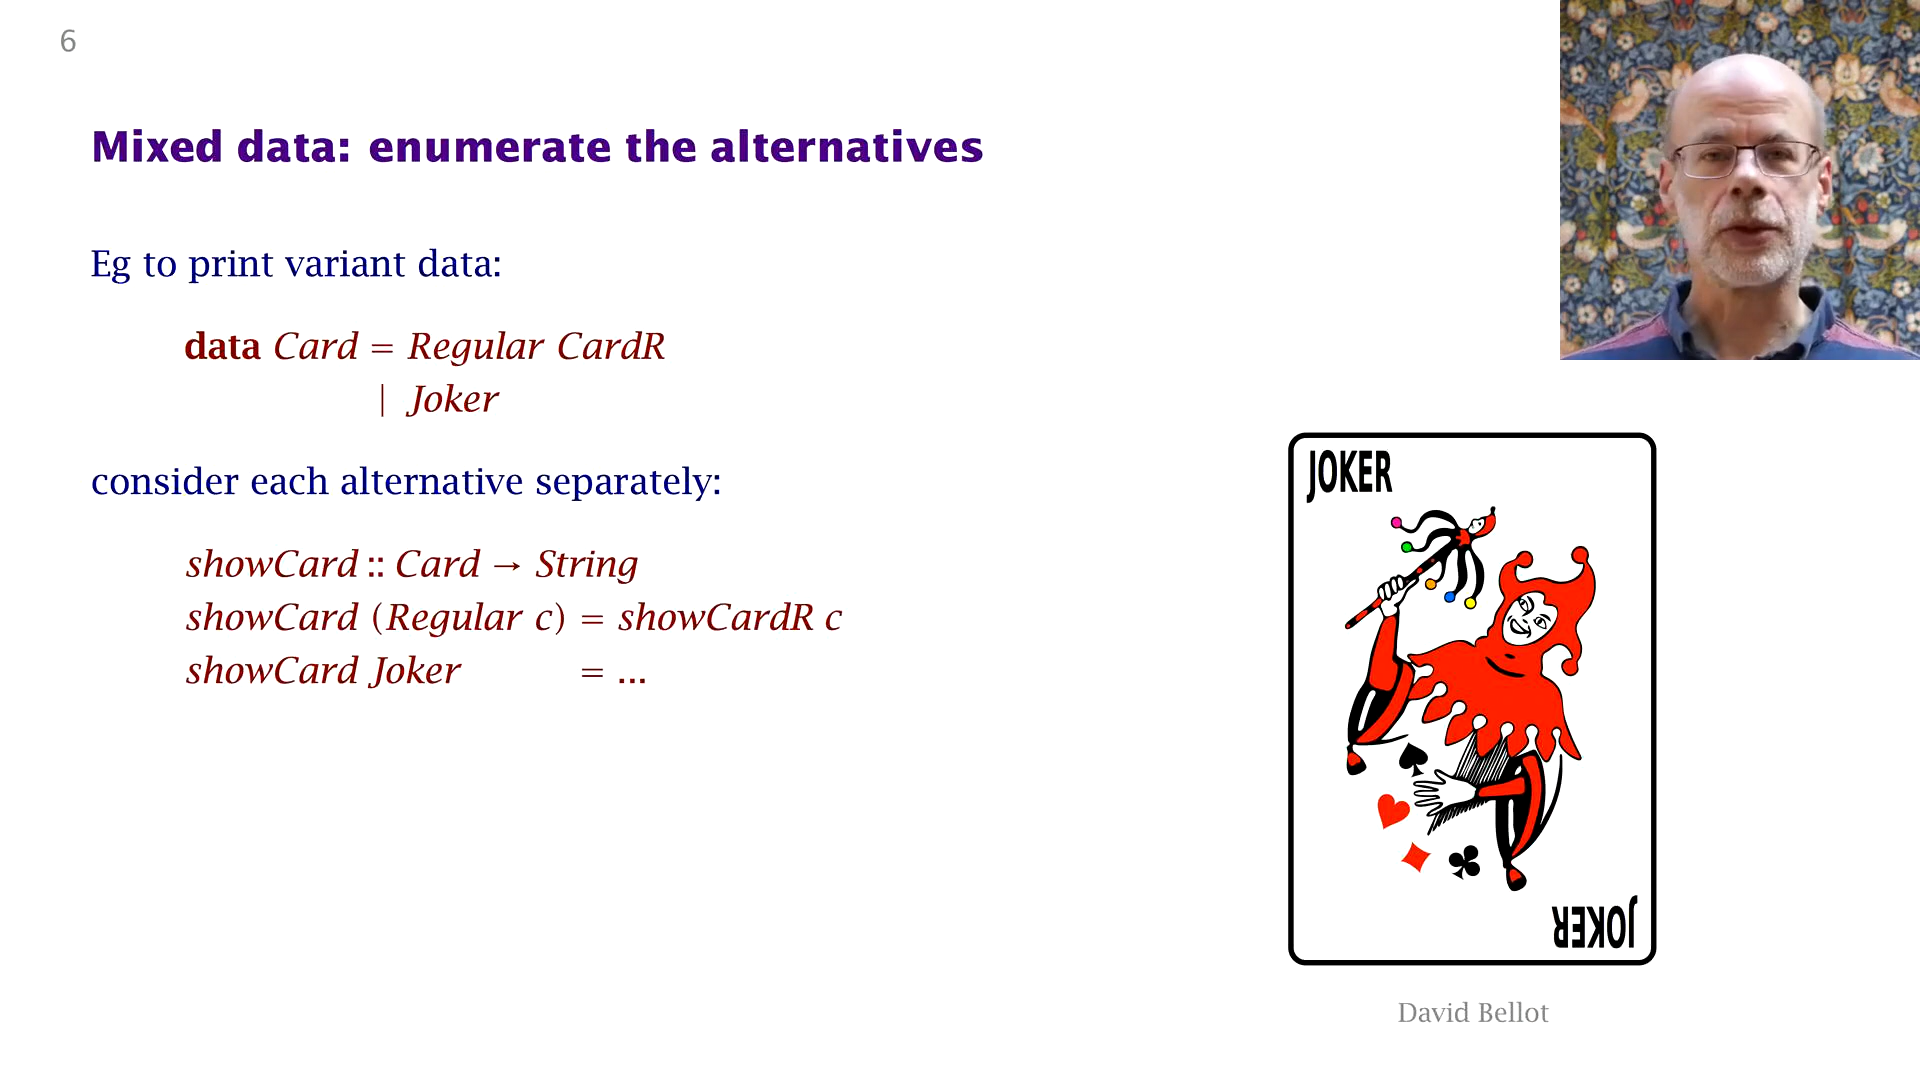 6
Mixed data: enumerate the alternatives
Eg to print variant data:
data Card = Regular CardR
| Joker
consider each alternative separately:
showCard :: Card → String
showCard (Regular c) = showCardR c
showCard Joker = ...
JOKER
JOKER
David Bellot